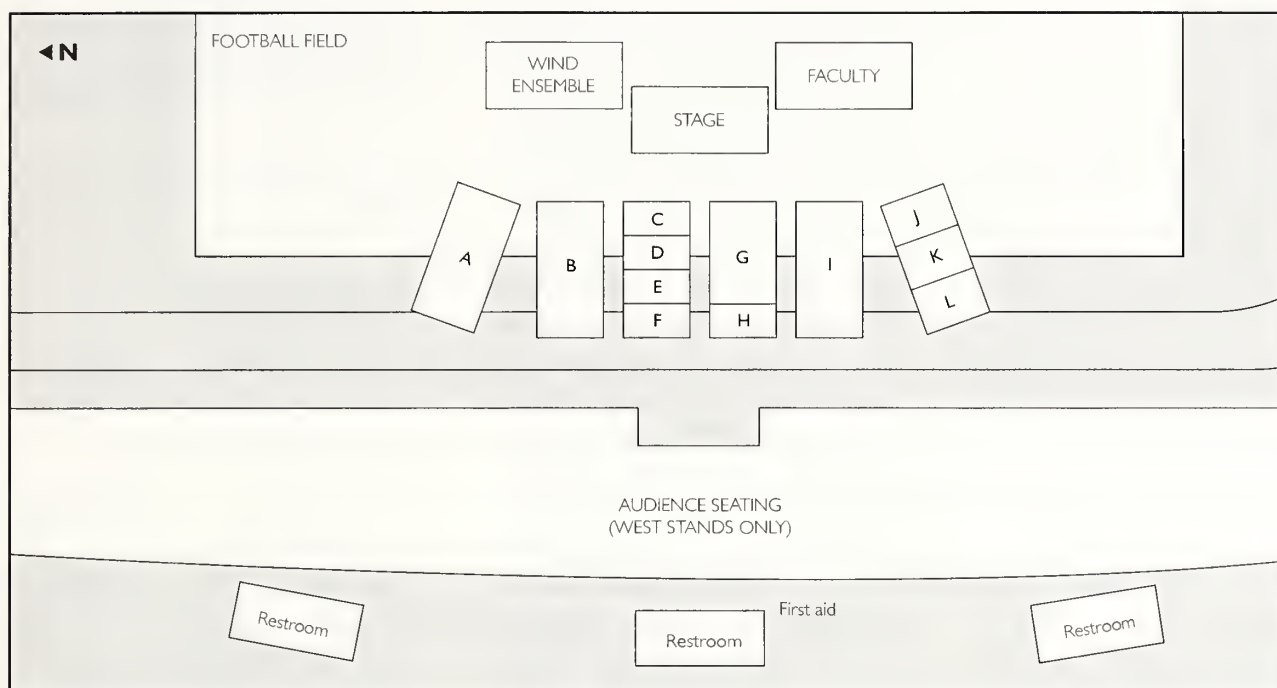 N
FOOTBALL FIELD
WIND
ENSEMBLE
FACULTY
STAGE
A
B
C
D
E
F
G
H
I
J
K
L
AUDIENCE SEATING
(WEST STANDS ONLY)
Restroom
First aid
Restroom
Restroom